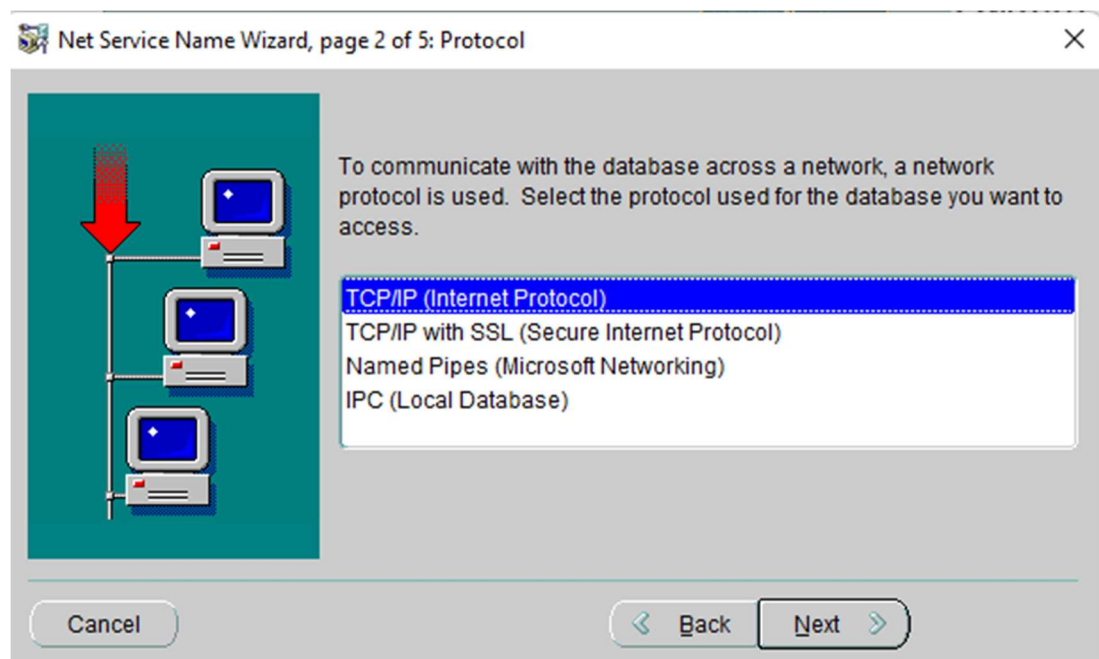 Net Service Name Wizard, page 2 of 5: Protocol
To communicate with the database across a network, a network
protocol is used. Select the protocol used for the database you want to
access.
TCP/IP (Internet Protocol)
TCP/IP with SSL (Secure Internet Protocol)
Named Pipes (Microsoft Networking)
IPC (Local Database)
Cancel
Back
Next